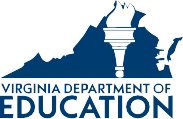 VIRGINIA DEPARTMENT OF
EDUCATION